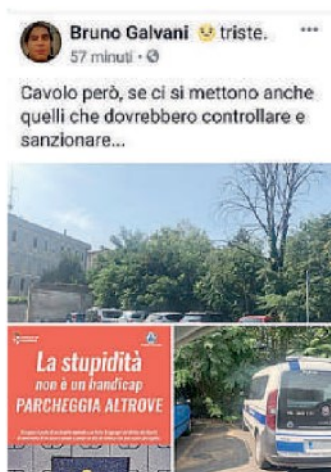 Bruno Galvani 😟 triste.
57 minuti •
Cavolo però, se ci si mettono anche
quelli che dovrebbero controllare e
sanzionare...
La stupidità
non è un handicap
PARCHEGGIA ALTROVE